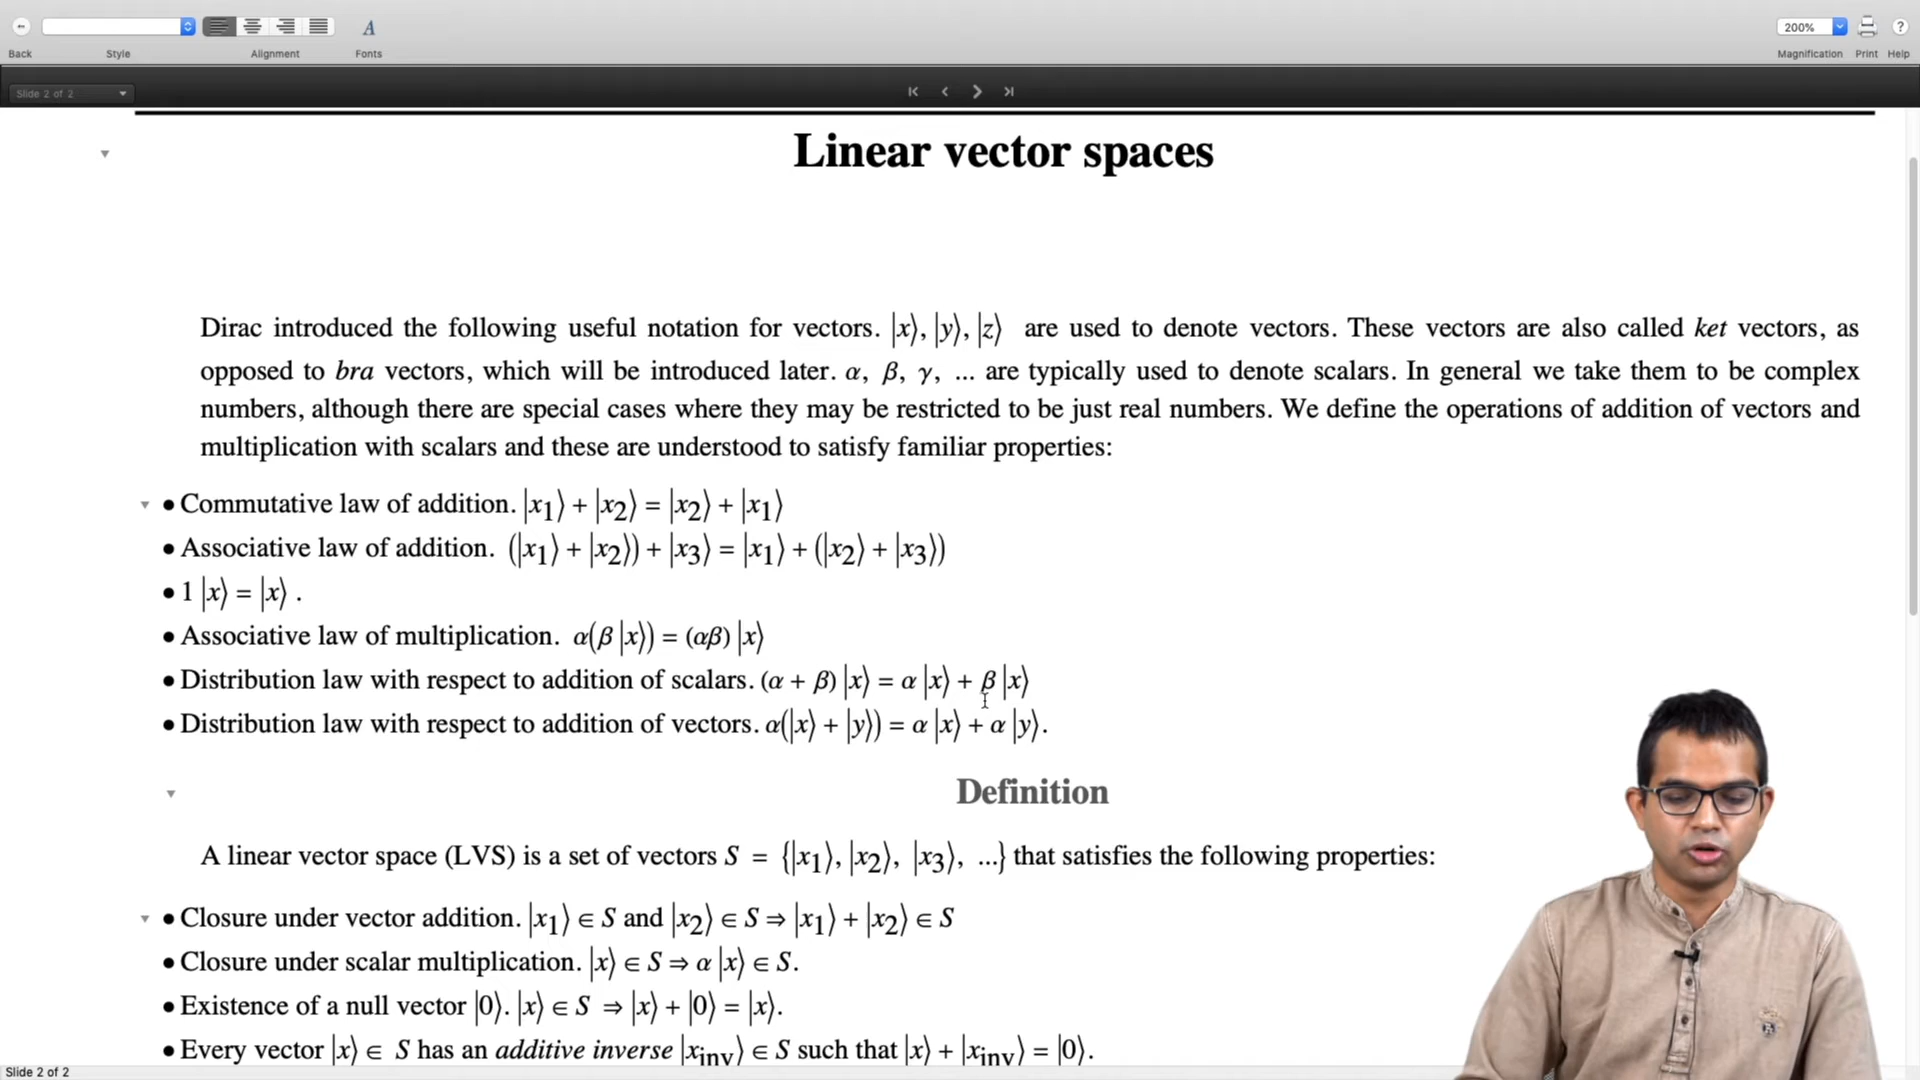 200%
Back
Style
Alignment
Fonts
A
Magnification
Print
Help
?
Slide 2 of 2
Linear vector spaces
Dirac introduced the following useful notation for vectors. |x⟩, |y⟩, |z⟩ are used to denote vectors. These vectors are also called ket vectors, as
opposed to bra vectors, which will be introduced later. α, β, γ, ... are typically used to denote scalars. In general we take them to be complex
numbers, although there are special cases where they may be restricted to be just real numbers. We define the operations of addition of vectors and
multiplication with scalars and these are understood to satisfy familiar properties:
• Commutative law of addition. |x₁⟩ + |x₂⟩ = |x₂⟩ + |x₁⟩
• Associative law of addition. (|x₁⟩ + |x₂⟩) + |x₃⟩ = |x₁⟩ + (|x₂⟩ + |x₃⟩)
• 1 |x⟩ = |x⟩ .
• Associative law of multiplication. α(β |x⟩) = (αβ) |x⟩
• Distribution law with respect to addition of scalars. (α + β) |x⟩ = α |x⟩ + β |x⟩
• Distribution law with respect to addition of vectors. α(|x⟩ + |y⟩) = α |x⟩ + α |y⟩.
Definition
A linear vector space (LVS) is a set of vectors S = {|x₁⟩, |x₂⟩, |x₃⟩, ...} that satisfies the following properties:
• Closure under vector addition. |x₁⟩ ∈ S and |x₂⟩ ∈ S ⇒ |x₁⟩ + |x₂⟩ ∈ S
• Closure under scalar multiplication. |x⟩ ∈ S ⇒ α |x⟩ ∈ S.
• Existence of a null vector |0⟩. |x⟩ ∈ S ⇒ |x⟩ + |0⟩ = |x⟩.
• Every vector |x⟩ ∈ S has an additive inverse |x_inv⟩ ∈ S such that |x⟩ + |x_inv⟩ = |0⟩.
Slide 2 of 2